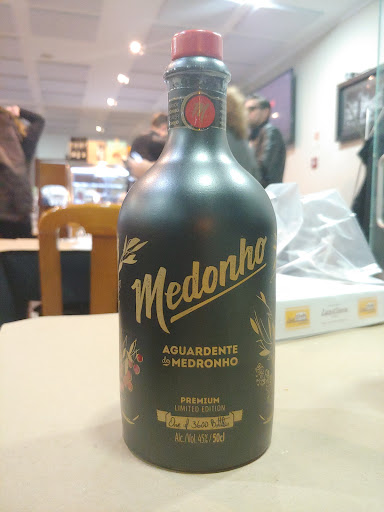 Medonho
AGUARDENTE
de MEDRONHO
PREMIUM
LIMITED EDITION
One of 3600 Bottles
Alc./Vol. 45% / 50cl